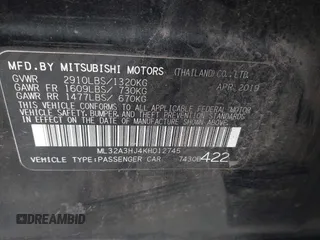 MFD.BY MITSUBISHI MOTORS (THAILAND) CO.,LTD.
GVWR 2910LBS/1320KG APR.2019
GAWR FR 1609LBS/ 730KG
GAWR RR 1477LBS/ 670KG
THIS VEHICLE CONFORMS TO ALL APPLICABLE FEDERAL MOTOR VEHICLE
SAFETY, BUMPER, AND THEFT PREVENTION STANDARDS
IN EFFECT ON THE DATE OF MANUFACTURE SHOWN ABOVE.
ML32A3HJ4KH012745
VEHICLE TYPE:PASSENGER CAR 7430B 422
DREAMBID